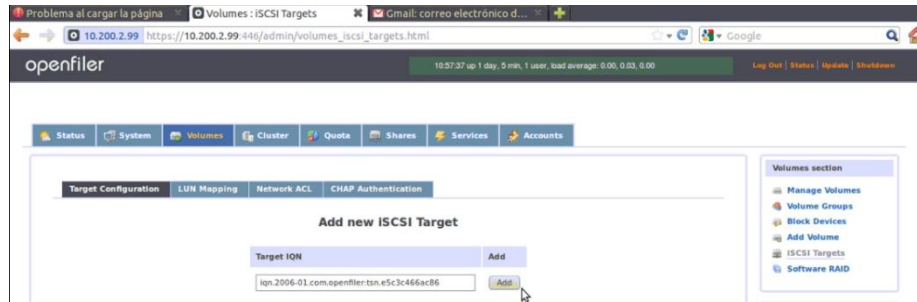 Problema al cargar la página
Volumes : iSCSI Targets
Gmail: correo electrónico d...
10.200.2.99 https://10.200.2.99:446/admin/volumes_iscsi_targets.html
Google
openfiler
10:57:37 up 1 day, 5 min, 1 user, load average: 0.00, 0.03, 0.00
Log Out | Status | Update | Shutdown
Status
System
Volumes
Cluster
Quota
Shares
Services
Accounts
Target Configuration
LUN Mapping
Network ACL
CHAP Authentication
Add new iSCSI Target
Target IQN
Add
iqn.2006-01.com.openfiler:tsn.e5c3c466ac86
Add
Volumes section
Manage Volumes
Volume Groups
Block Devices
Add Volume
iSCSI Targets
Software RAID